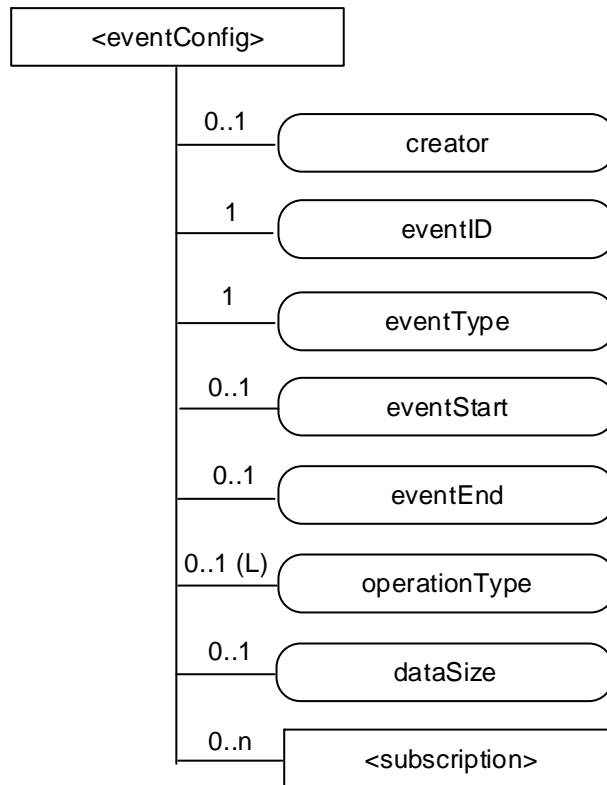 <eventConfig>
0..1
creator
1
eventID
1
eventType
0..1
eventStart
0..1
eventEnd
0..1 (L)
operationType
0..1
dataSize
0..n
<subscription>